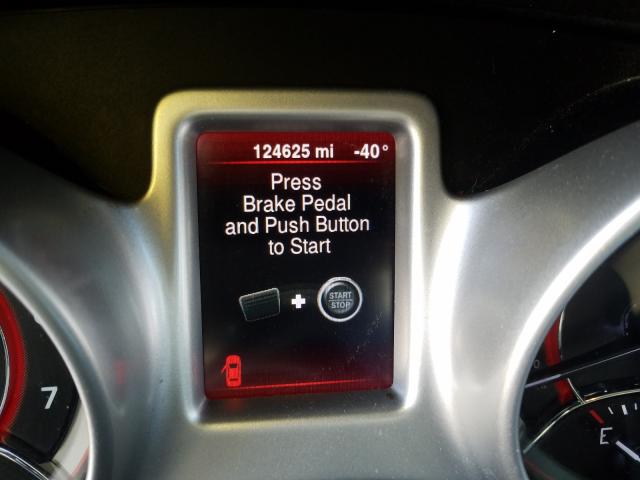 124625 mi -40°
Press
Brake Pedal
and Push Button
to Start
START
STOP
7
E